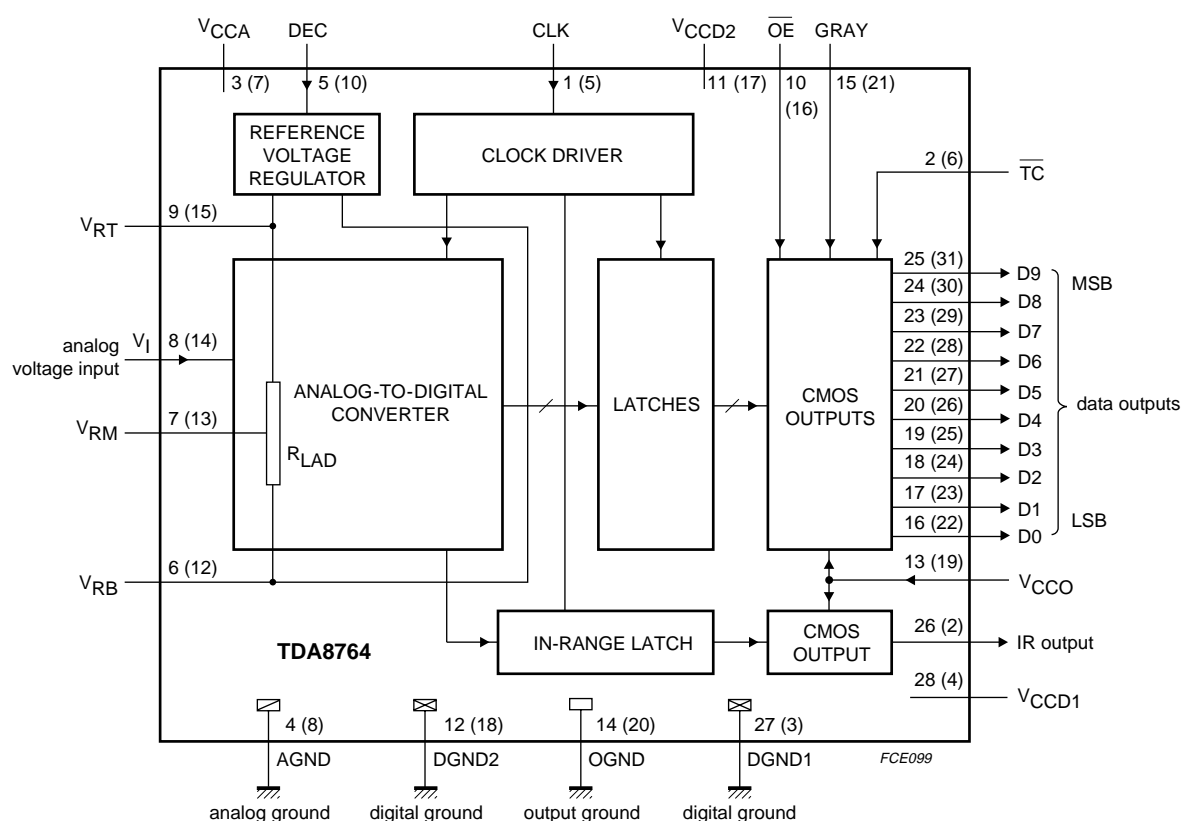 VCCA DEC CLK VCCD2 OE GRAY
3 (7) 5 (10) 1 (5) 11 (17) 10 15 (21)
(16)
REFERENCE
VOLTAGE
REGULATOR
CLOCK DRIVER
2 (6)
TC
9 (15)
VRT
25 (31) D9
MSB
24 (30) D8
23 (29) D7
22 (28) D6
21 (27) D5
20 (26) D4
19 (25) D3
18 (24) D2
17 (23) D1
LSB
16 (22) D0
data outputs
analog
voltage input
VI 8 (14)
ANALOG-TO-DIGITAL
CONVERTER
LATCHES
CMOS
OUTPUTS
VRM 7 (13)
RLAD
VRB 6 (12)
13 (19)
VCCO
TDA8764
IN-RANGE LATCH
CMOS
OUTPUT
26 (2)
IR output
28 (4)
VCCD1
4 (8) 12 (18) 14 (20) 27 (3)
AGND DGND2 OGND DGND1
FCE099
analog ground digital ground output ground digital ground